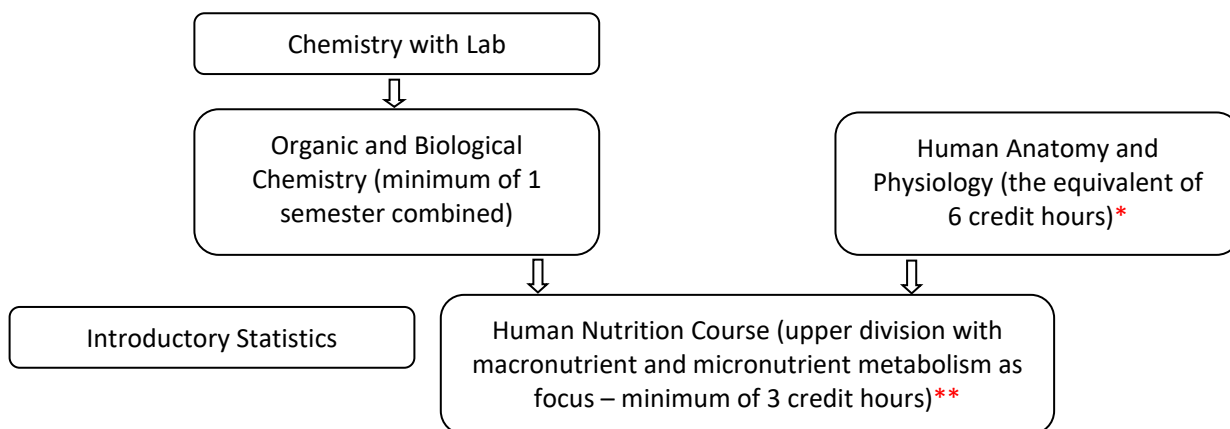 Chemistry with Lab
Organic and Biological
Chemistry (minimum of 1
semester combined)
Human Anatomy and
Physiology (the equivalent of
6 credit hours)*
Introductory Statistics
Human Nutrition Course (upper division with
macronutrient and micronutrient metabolism as
focus – minimum of 3 credit hours)**